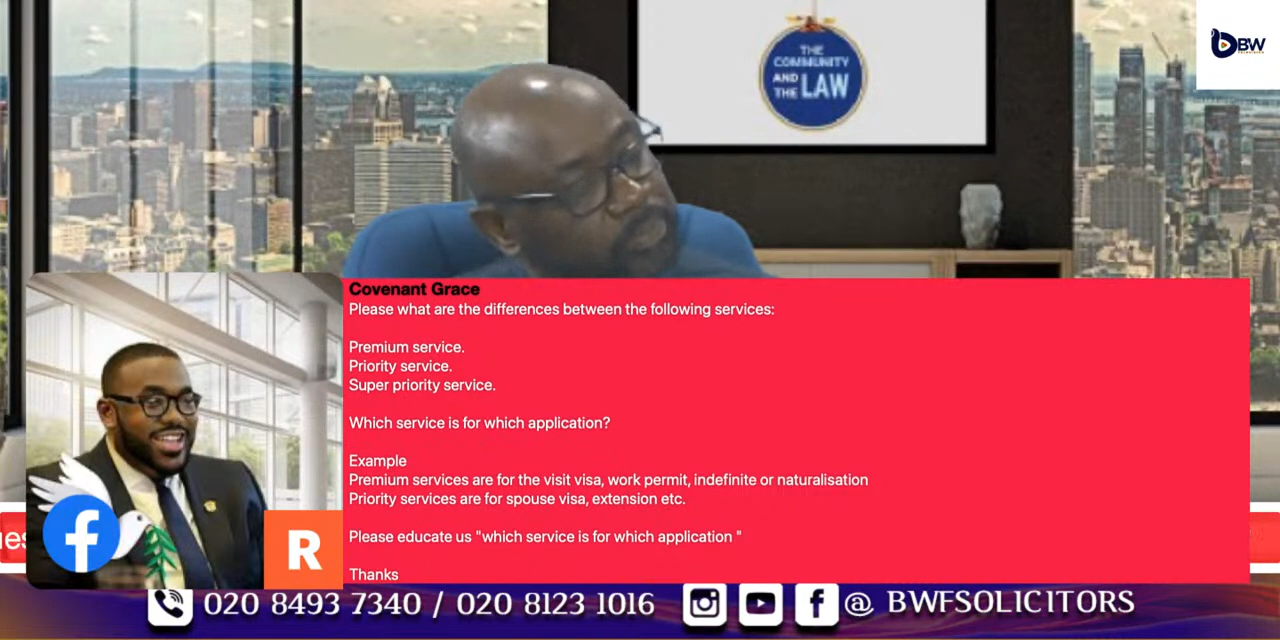 THE
COMMUNITY
AND
THE LAW
BW
Covenant Grace
Please what are the differences between the following services:
Premium service.
Priority service.
Super priority service.
Which service is for which application?
Example
Premium services are for the visit visa, work permit, indefinite or naturalisation
Priority services are for spouse visa, extension etc.
Please educate us "which service is for which application "
R
Thanks
020 8493 7340 / 020 8123 1016
@ BWFSOLICITORS